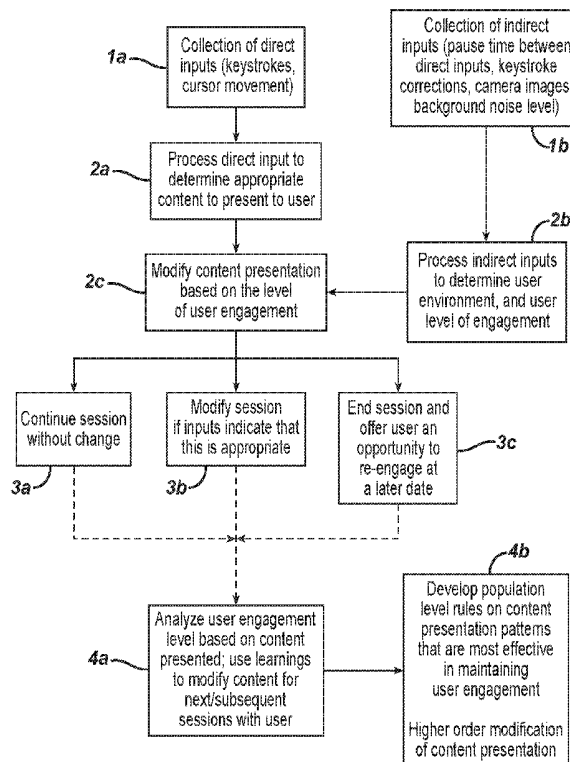 1a
Collection of direct
inputs (keystrokes,
cursor movement)
Collection of indirect
inputs (pause time between
direct inputs, keystroke
corrections, camera images
background noise level)
1b
2a
Process direct input to
determine appropriate
content to present to user
2b
Process indirect inputs
to determine user
environment, and user
level of engagement
2c
Modify content presentation
based on the level
of user engagement
Continue session
without change
3a
Modify session
if inputs indicate that
this is appropriate
3b
End session and
offer user an
opportunity to
re-engage at
a later date
3c
4a
Analyze user engagement
level based on content
presented; use learnings
to modify content for
next/subsequent
sessions with user
4b
Develop population
level rules on content
presentation patterns
that are most effective
in maintaining
user engagement
Higher order modification
of content presentation